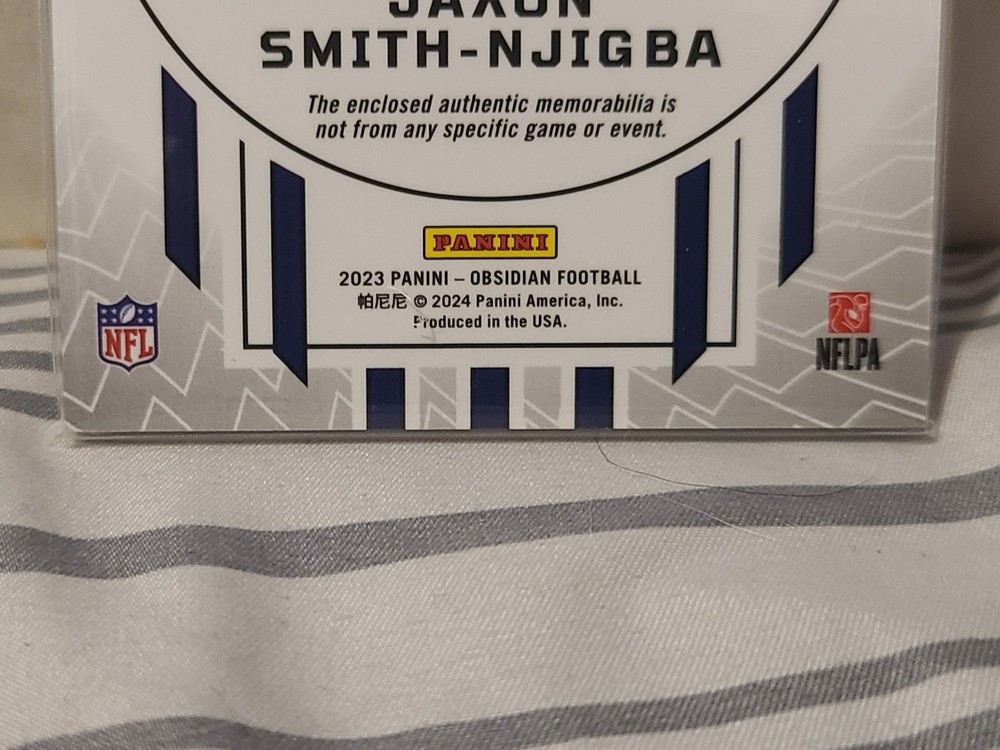 JAXON
SMITH-NJIGBA
The enclosed authentic memorabilia is
not from any specific game or event.
PANINI
2023 PANINI – OBSIDIAN FOOTBALL
帕尼尼 © 2024 Panini America, Inc.
Produced in the USA.
NFL
NFLPA